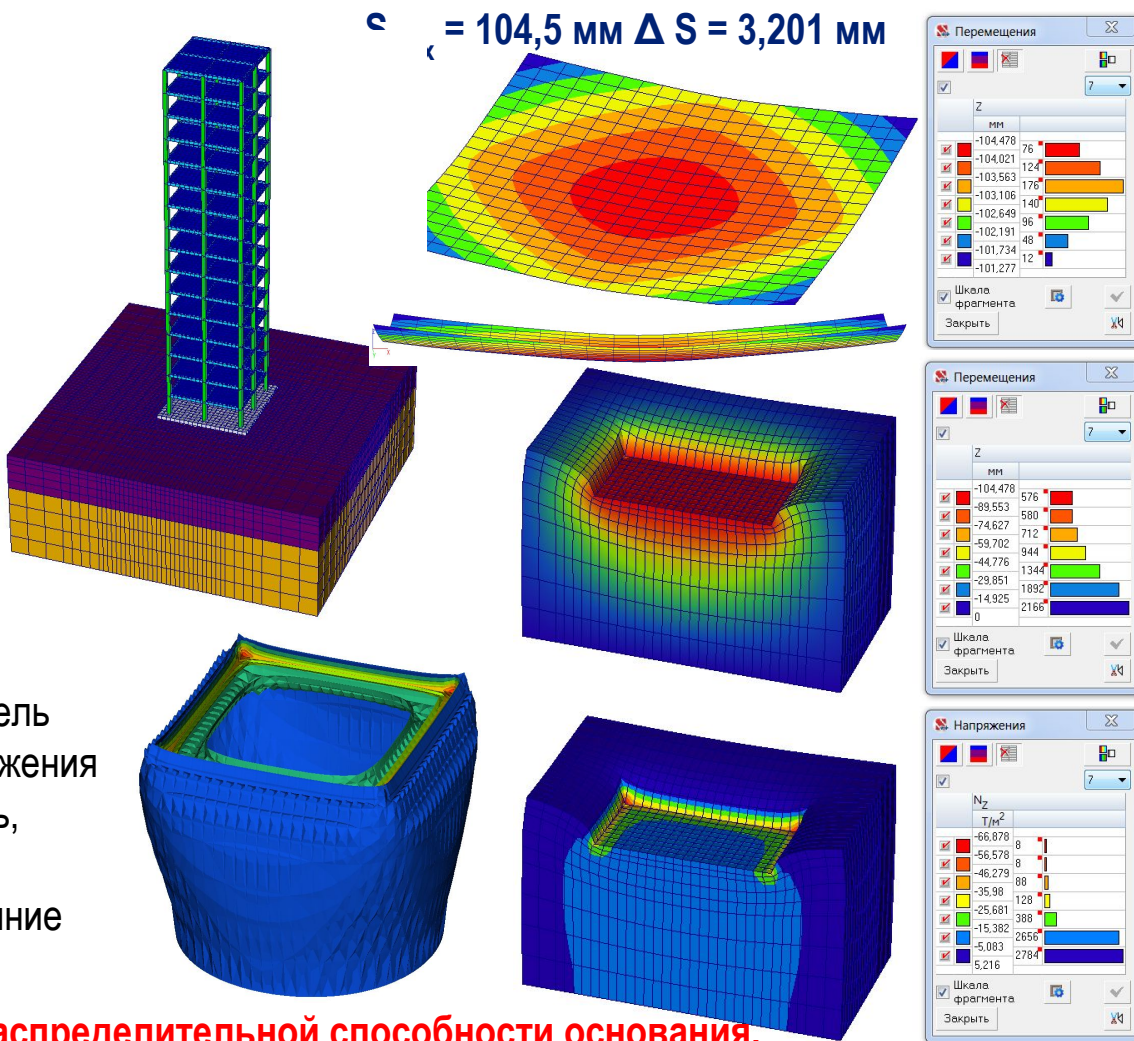 = 104,5 мм Δ S = 3,201 мм
Перемещения
7
Z
мм
-104,478
76
-104,021
124
-103,563
176
-103,106
140
-102,649
96
-102,191
48
-101,734
12
-101,277
Шкала
фрагмента
Закрыть
Перемещения
7
Z
мм
-104,478
576
-89,553
580
-74,627
712
-59,702
944
-44,776
1344
-29,851
1892
-14,925
2166
0
Шкала
фрагмента
Закрыть
ель
жения
ь,
ние
Напряжения
7
NZ
Т/м2
-66,878
8
-56,578
8
-46,279
88
-35,98
128
-25,681
388
-15,382
2656
-5,083
2784
5,216
Шкала
фрагмента
Закрыть
аспределительной способности основания.